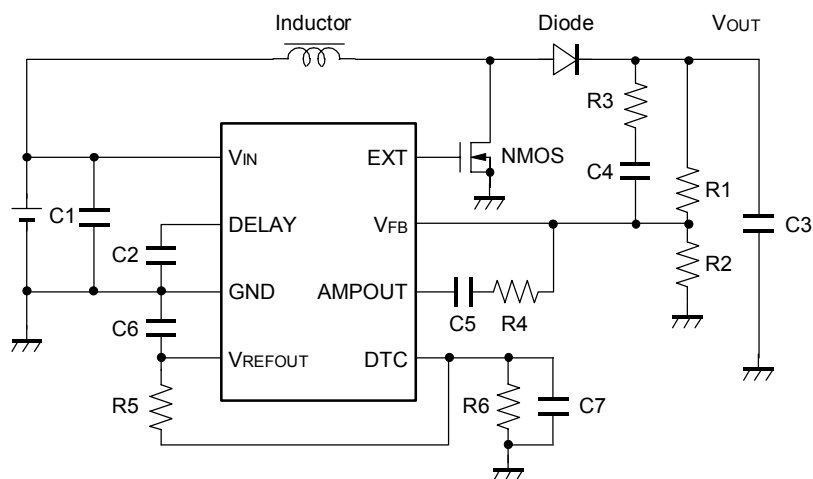 Inductor
Diode
VOUT
R3
VIN
EXT
NMOS
C4
R1
C1
DELAY
VFB
C3
C2
R2
GND
AMPOUT
C5
R4
C6
VREFOUT
DTC
R5
R6
C7